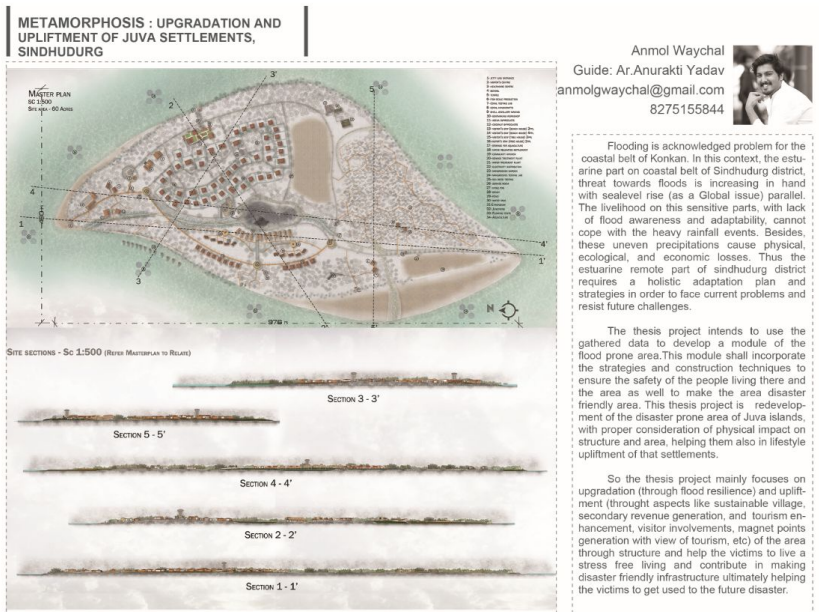 METAMORPHOSIS : UPGRADATION AND
UPLIFTMENT OF JUVA SETTLEMENTS,
SINDHUDURG
Anmol Waychal
Guide: Ar.Anurakti Yadav
anmolgwaychal@gmail.com
8275155844
MASTER PLAN
SC 1:500
SITE AREA - 60 ACRES
3'
2
5
4
1
4'
1'
3
N
976 m
SITE SECTIONS - SC 1:500 (REFER MASTERPLAN TO RELATE)
SECTION 3 - 3'
SECTION 5 - 5'
SECTION 4 - 4'
SECTION 2 - 2'
SECTION 1 - 1'
Flooding is acknowledged problem for the
coastal belt of Konkan. In this context, the estu-
arine part on coastal belt of Sindhudurg district,
threat towards floods is increasing in hand
with sealevel rise (as a Global issue) parallel.
The livelihood on this sensitive parts, with lack
of flood awareness and adaptability, cannot
cope with the heavy rainfall events. Besides,
these uneven precipitations cause physical,
ecological, and economic losses. Thus the
estuarine remote part of sindhudurg district
requires a holistic adaptation plan and
strategies in order to face current problems and
resist future challenges.
The thesis project intends to use the
gathered data to develop a module of the
flood prone area.This module shall incorporate
the strategies and construction techniques to
ensure the safety of the people living there and
the area as well to make the area disaster
friendly area. This thesis project is redevelop-
ment of the disaster prone area of Juva islands,
with proper consideration of physical impact on
structure and area, helping them also in lifestyle
upliftment of that settlements.
So the thesis project mainly focuses on
upgradation (through flood resilience) and uplift-
ment (throught aspects like sustainable village,
secondary revenue generation, and tourism en-
hancement, visitor involvements, magnet points
generation with view of tourism, etc) of the area
through structure and help the victims to live a
stress free living and contribute in making
disaster friendly infrastructure ultimately helping
the victims to get used to the future disaster.